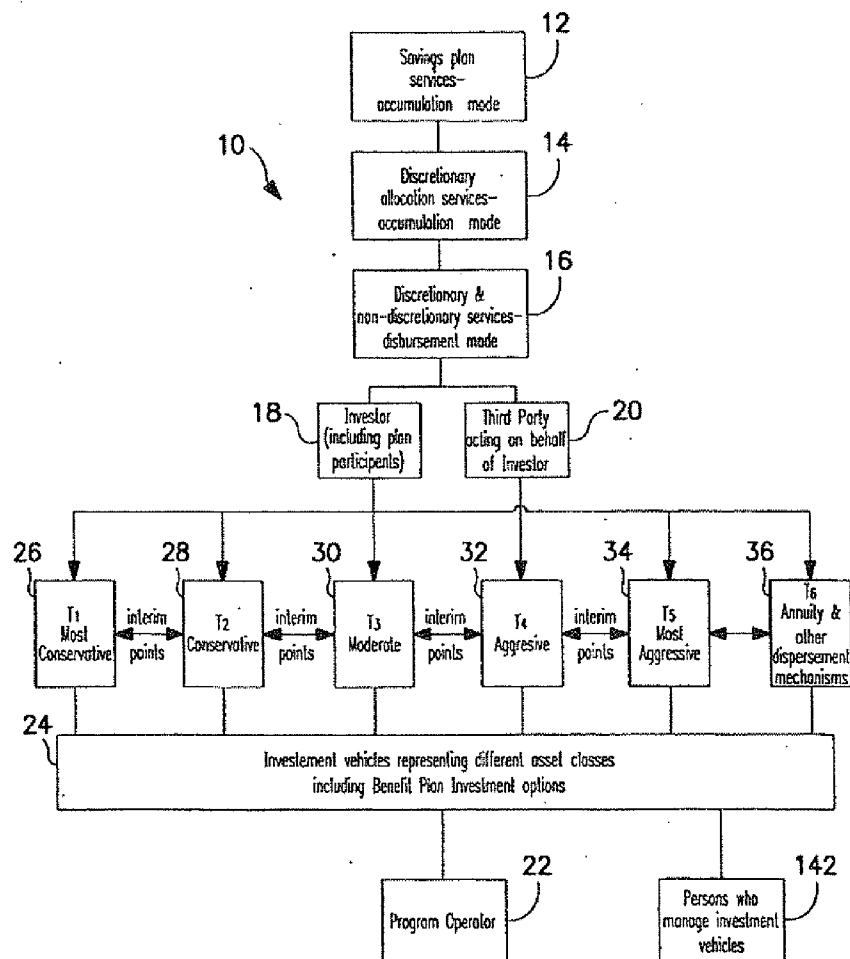 12
Savings plan
services-
accumulation mode
10
14
Discretionary
allocation services-
accumulation mode
16
Discretionary &
non-discretionary services-
disbursement mode
18
Investor
(including plan
participents)
Third Party
acting on behalf
of Investor
20
26
T1
Most
Conservative
interim
points
28
T2
Conservative
interim
points
30
T3
Moderate
interim
points
32
T4
Aggresive
interim
points
34
T5
Most
Aggressive
36
T6
Annuity &
other
dispersement
mechanisms
24
Investement vehicles representing different asset classes
including Benefit Plan Investment options
22
Program Operator
142
Persons who
manage investment
vehicles